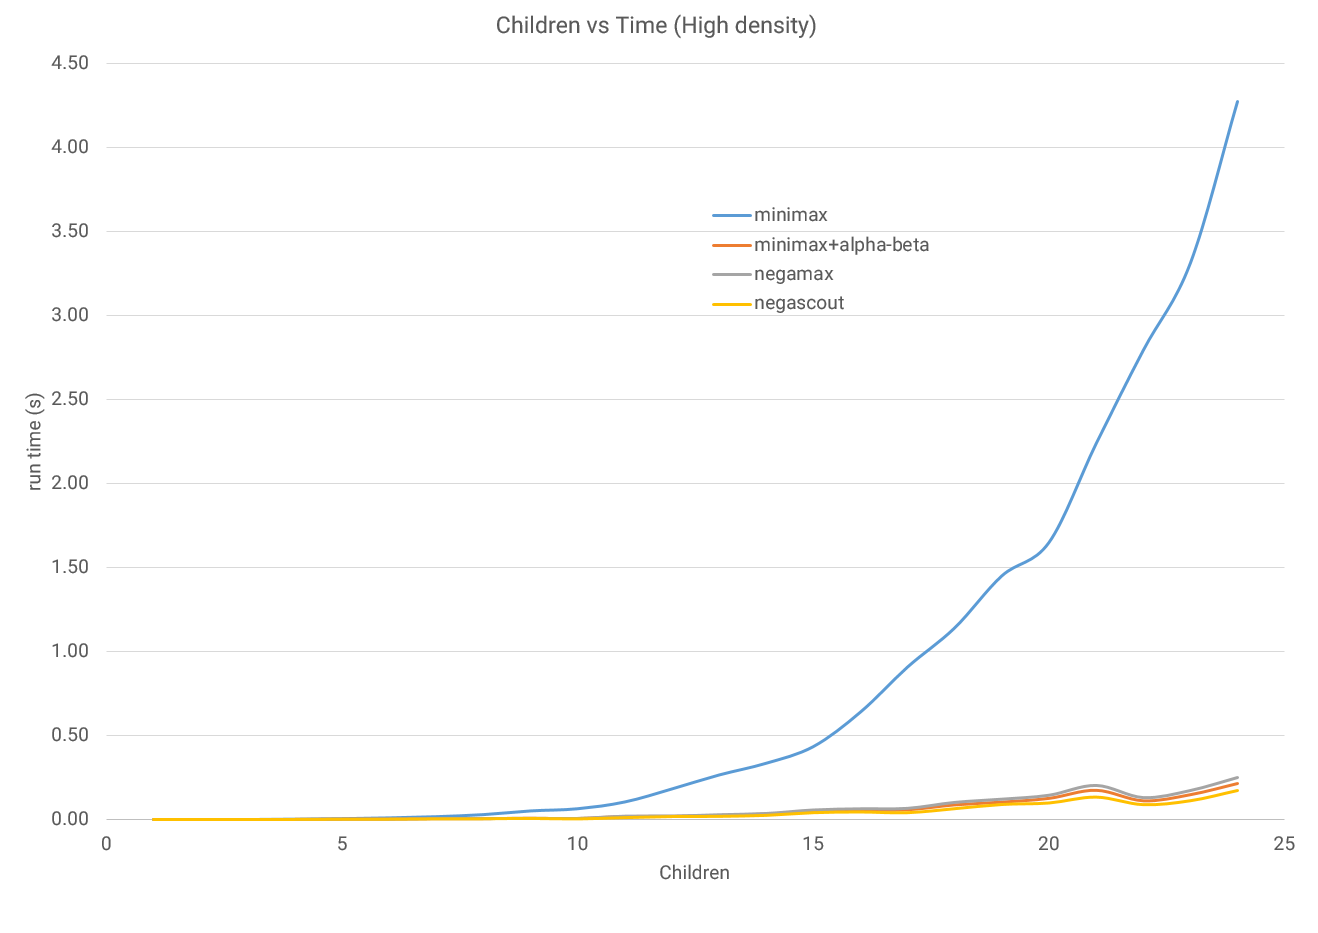 Children vs Time (High density)
4.50
4.00
3.50
3.00
2.50
2.00
1.50
1.00
0.50
0.00
run time (s)
minimax
minimax+alpha-beta
negamax
negascout
0 5 10 15 20 25
Children